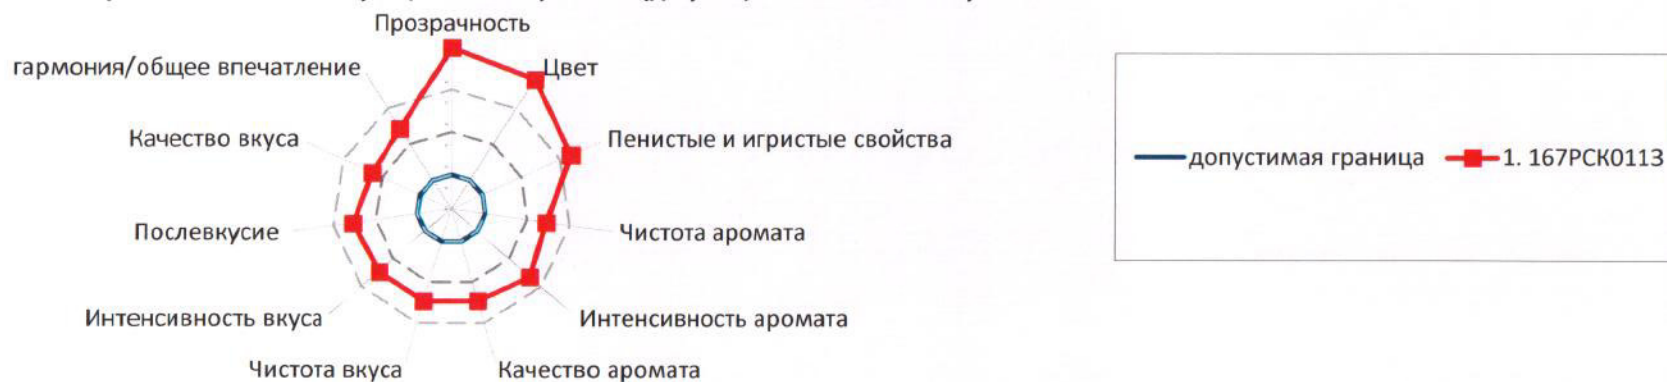 Прозрачность
гармония/общее впечатление
Цвет
Качество вкуса
Пенистые и игристые свойства
допустимая граница
1. 167РСК0113
Послевкусие
Чистота аромата
Интенсивность вкуса
Интенсивность аромата
Чистота вкуса
Качество аромата